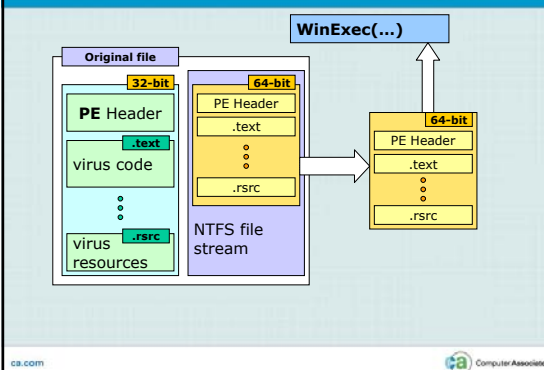 WinExec(...)
Original file
32-bit
PE Header
.text
virus code
.rsrc
virus
resources
64-bit
PE Header
.text
.rsrc
NTFS file
stream
64-bit
PE Header
.text
.rsrc
ca.com
ca Computer Associates